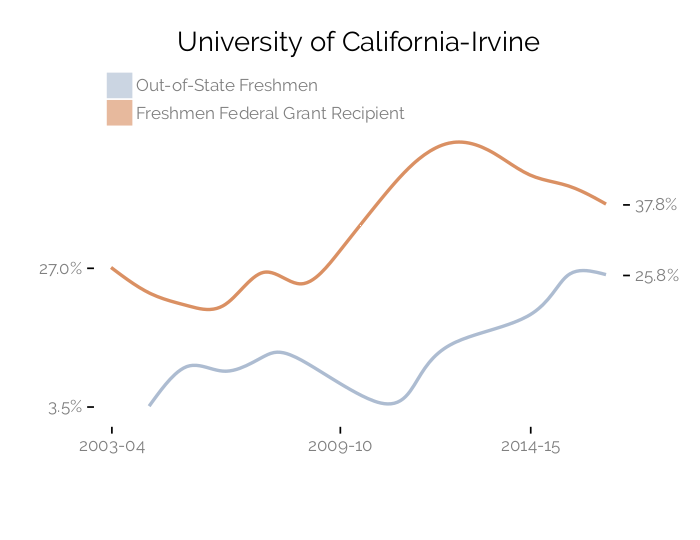 University of California-Irvine
Out-of-State Freshmen
Freshmen Federal Grant Recipient
37.8%
27.0%
25.8%
3.5%
2003-04 2009-10 2014-15